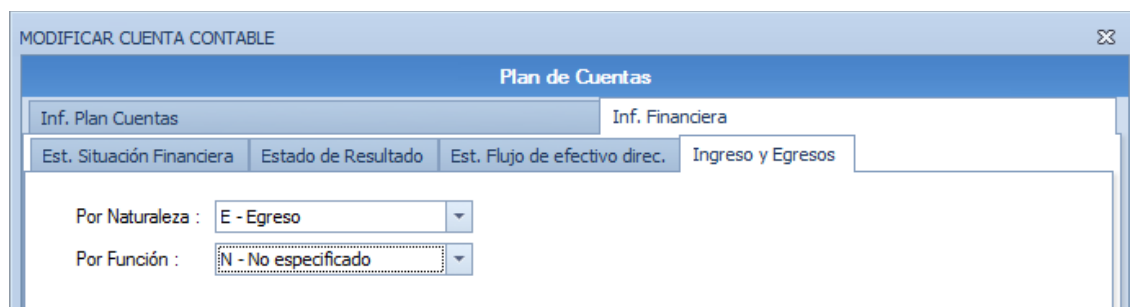 MODIFICAR CUENTA CONTABLE
Plan de Cuentas
Inf. Plan Cuentas Inf. Financiera
Est. Situación Financiera Estado de Resultado Est. Flujo de efectivo direc. Ingreso y Egresos
Por Naturaleza : E - Egreso
Por Función : N - No especificado